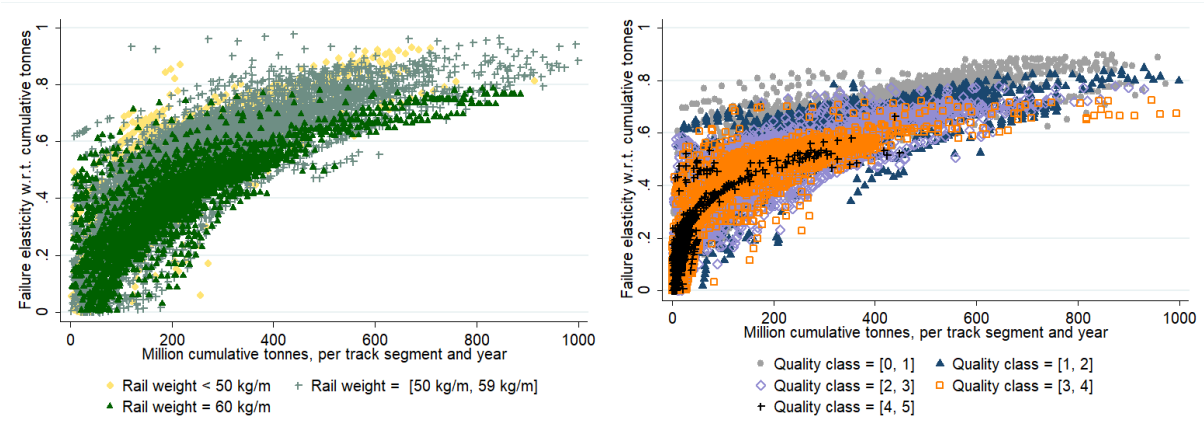 Failure elasticity w.r.t. cumulative tonnes
0 .2 .4 .6 .8 1
0 200 400 600 800 1000
Million cumulative tonnes, per track segment and year
Rail weight < 50 kg/m Rail weight = [50 kg/m, 59 kg/m]
Rail weight = 60 kg/m
Failure elasticity w.r.t. cumulative tonnes
0 .2 .4 .6 .8 1
0 200 400 600 800 1000
Million cumulative tonnes, per track segment and year
Quality class = [0, 1] Quality class = [1, 2]
Quality class = [2, 3] Quality class = [3, 4]
Quality class = [4, 5]